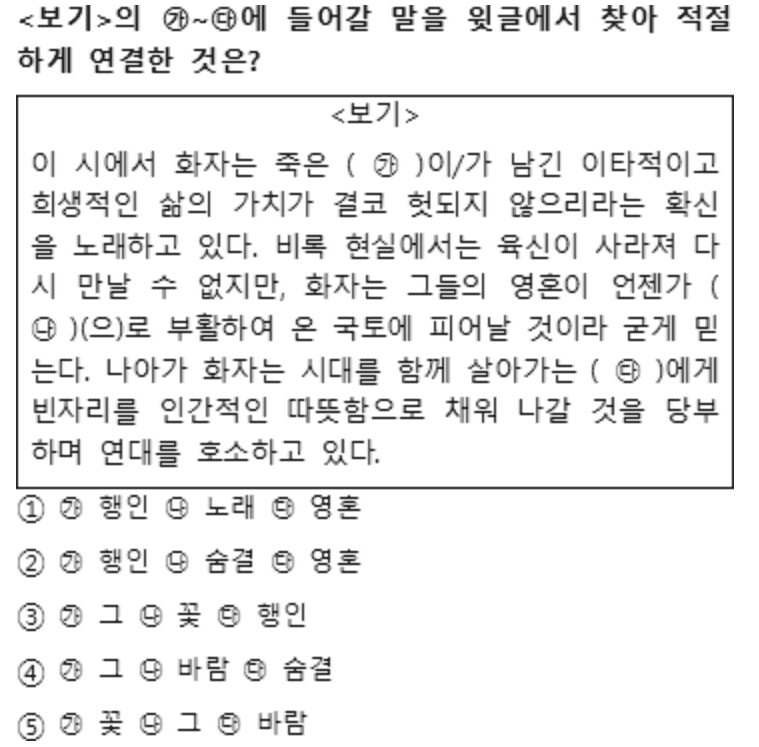 <보기>의 ㉮~㉰에 들어갈 말을 윗글에서 찾아 적절
하게 연결한 것은?
<보기>
이 시에서 화자는 죽은 ( ㉮ )이/가 남긴 이타적이고
희생적인 삶의 가치가 결코 헛되지 않으리라는 확신
을 노래하고 있다. 비록 현실에서는 육신이 사라져 다
시 만날 수 없지만, 화자는 그들의 영혼이 언젠가 (
㉯ )(으)로 부활하여 온 국토에 피어날 것이라 굳게 믿
는다. 나아가 화자는 시대를 함께 살아가는 ( ㉰ )에게
빈자리를 인간적인 따뜻함으로 채워 나갈 것을 당부
하며 연대를 호소하고 있다.
① ㉮ 행인 ㉯ 노래 ㉰ 영혼
② ㉮ 행인 ㉯ 숨결 ㉰ 영혼
③ ㉮ 그 ㉯ 꽃 ㉰ 행인
④ ㉮ 그 ㉯ 바람 ㉰ 숨결
⑤ ㉮ 꽃 ㉯ 그 ㉰ 바람